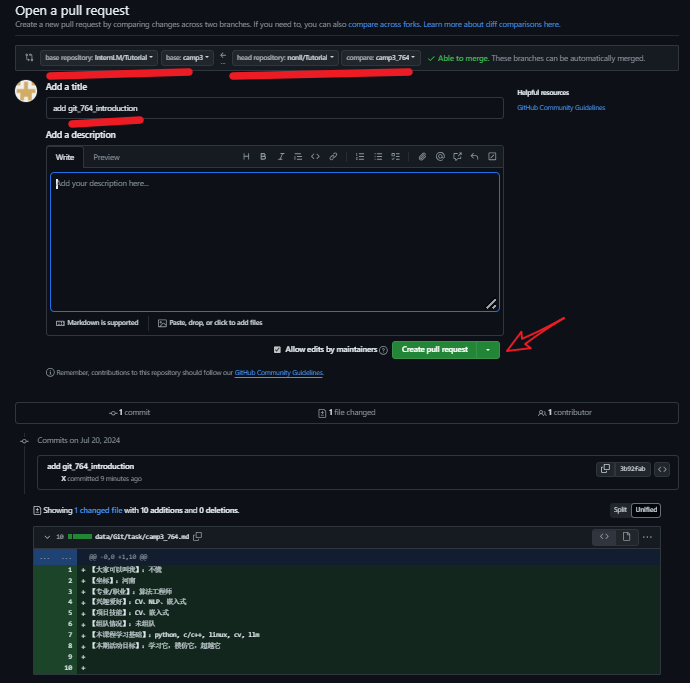 Open a pull request
Create a new pull request by comparing changes across two branches. If you need to, you can also compare across forks. Learn more about diff comparisons here.
base repository: InternLM/Tutorial base: camp3 head repository: nonll/Tutorial compare: camp3_764 Able to merge. These branches can be automatically merged.
Add a title
add git_764_introduction
Helpful resources
GitHub Community Guidelines
Add a description
Write Preview
Add your description here...
Markdown is supported Paste, drop, or click to add files
Allow edits by maintainers Create pull request
Remember, contributions to this repository should follow our GitHub Community Guidelines.
1 commit 1 file changed 1 contributor
Commits on Jul 20, 2024
add git_764_introduction
X committed 9 minutes ago
3b92fab
Showing 1 changed file with 10 additions and 0 deletions.
Split Unified
10 data/Git/task/camp3_764.md
... ... @@ -0,0 +1,10 @@
1 + 【大家可以叫我】：不慌
2 + 【坐标】：河南
3 + 【专业/职业】：算法工程师
4 + 【兴趣爱好】：CV、NLP、嵌入式
5 + 【项目技能】：CV、嵌入式
6 + 【组队情况】：未组队
7 + 【本课程学习基础】：python, c/c++, linux, cv, llm
8 + 【本期活动目标】：学习它，模仿它，超越它
9 +
10 +